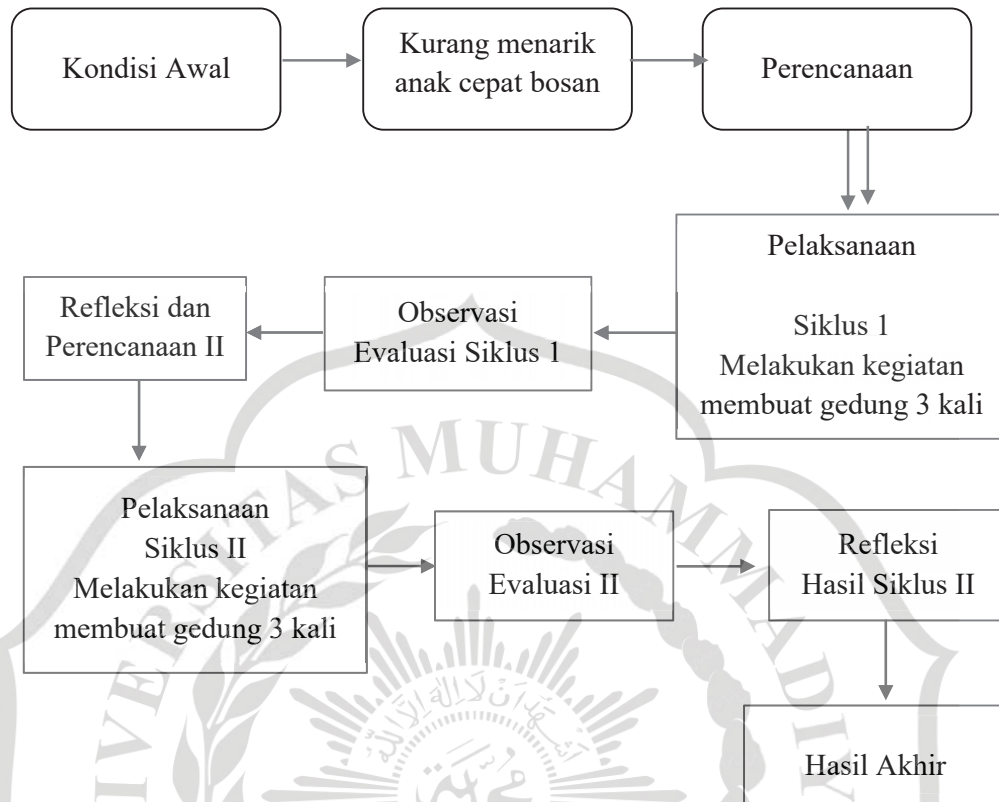 Kondisi Awal
Kurang menarik
anak cepat bosan
Perencanaan
Pelaksanaan
Siklus 1
Melakukan kegiatan
membuat gedung 3 kali
Observasi
Evaluasi Siklus 1
Refleksi dan
Perencanaan II
Pelaksanaan
Siklus II
Melakukan kegiatan
membuat gedung 3 kali
Observasi
Evaluasi II
Refleksi
Hasil Siklus II
Hasil Akhir